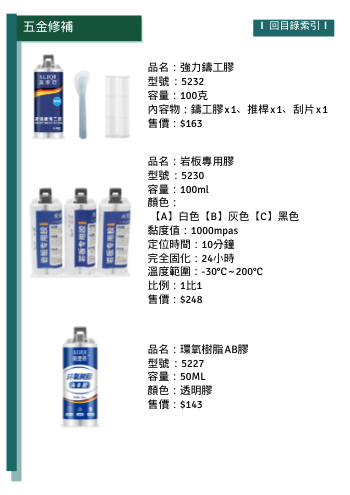 五金修補
I 回目錄索引 I
品名：強力鑄工膠
型號：5232
容量：100克
內容物：鑄工膠x1、推桿x1、刮片x1
售價：$163
品名：岩板專用膠
型號：5230
容量：100ml
顏色：
【A】白色【B】灰色【C】黑色
黏度值：1000mpas
定位時間：10分鐘
完全固化：24小時
溫度範圍：-30°C～200°C
比例：1比1
售價：$248
品名：環氧樹脂AB膠
型號：5227
容量：50ML
顏色：透明膠
售價：$143